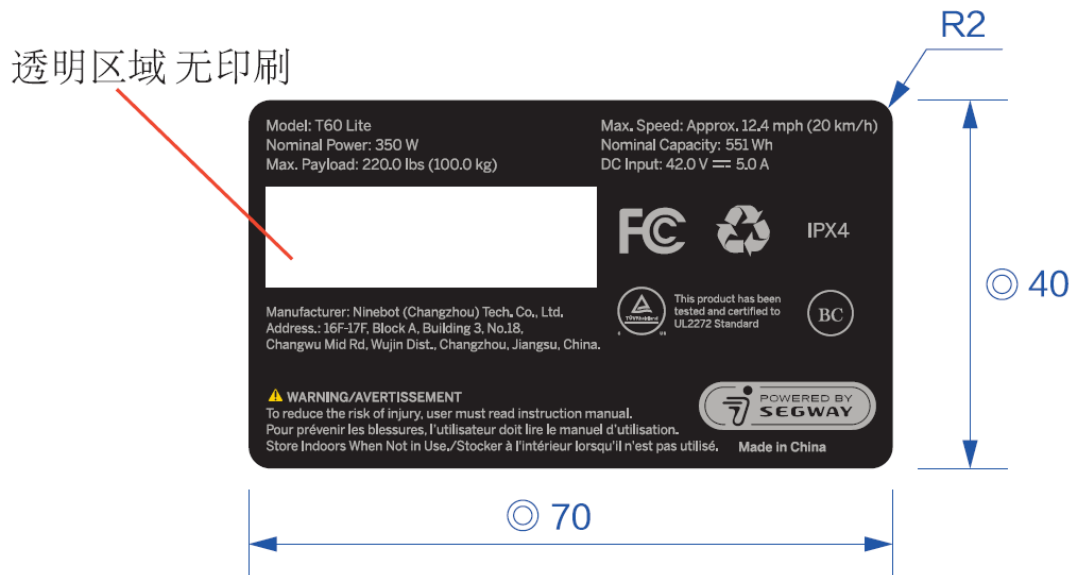 R2
透明区域 无印刷
Model: T60 Lite
Nominal Power: 350 W
Max. Payload: 220.0 lbs (100.0 kg)
Max. Speed: Approx. 12.4 mph (20 km/h)
Nominal Capacity: 551 Wh
DC Input: 42.0 V ⎓ 5.0 A
FC
IPX4
◎ 40
Manufacturer: Ninebot (Changzhou) Tech. Co., Ltd.
Address.: 16F-17F, Block A, Building 3, No.18,
Changwu Mid Rd, Wujin Dist., Changzhou, Jiangsu, China.
This product has been
tested and certified to
UL2272 Standard
BC
⚠ WARNING/AVERTISSEMENT
To reduce the risk of injury, user must read instruction manual.
Pour prévenir les blessures, l'utilisateur doit lire le manuel d'utilisation.
Store Indoors When Not in Use./Stocker à l'intérieur lorsqu'il n'est pas utilisé.
POWERED BY
SEGWAY
Made in China
◎ 70